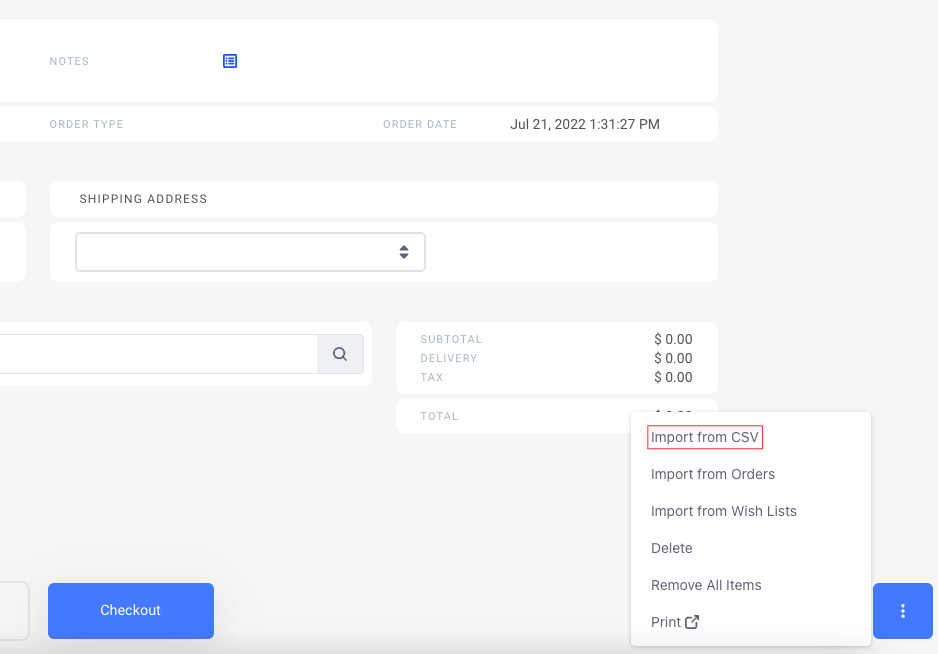 NOTES
ORDER TYPE
ORDER DATE Jul 21, 2022 1:31:27 PM
SHIPPING ADDRESS
SUBTOTAL $ 0.00
DELIVERY $ 0.00
TAX $ 0.00
TOTAL
Import from CSV
Import from Orders
Import from Wish Lists
Delete
Remove All Items
Print
Checkout